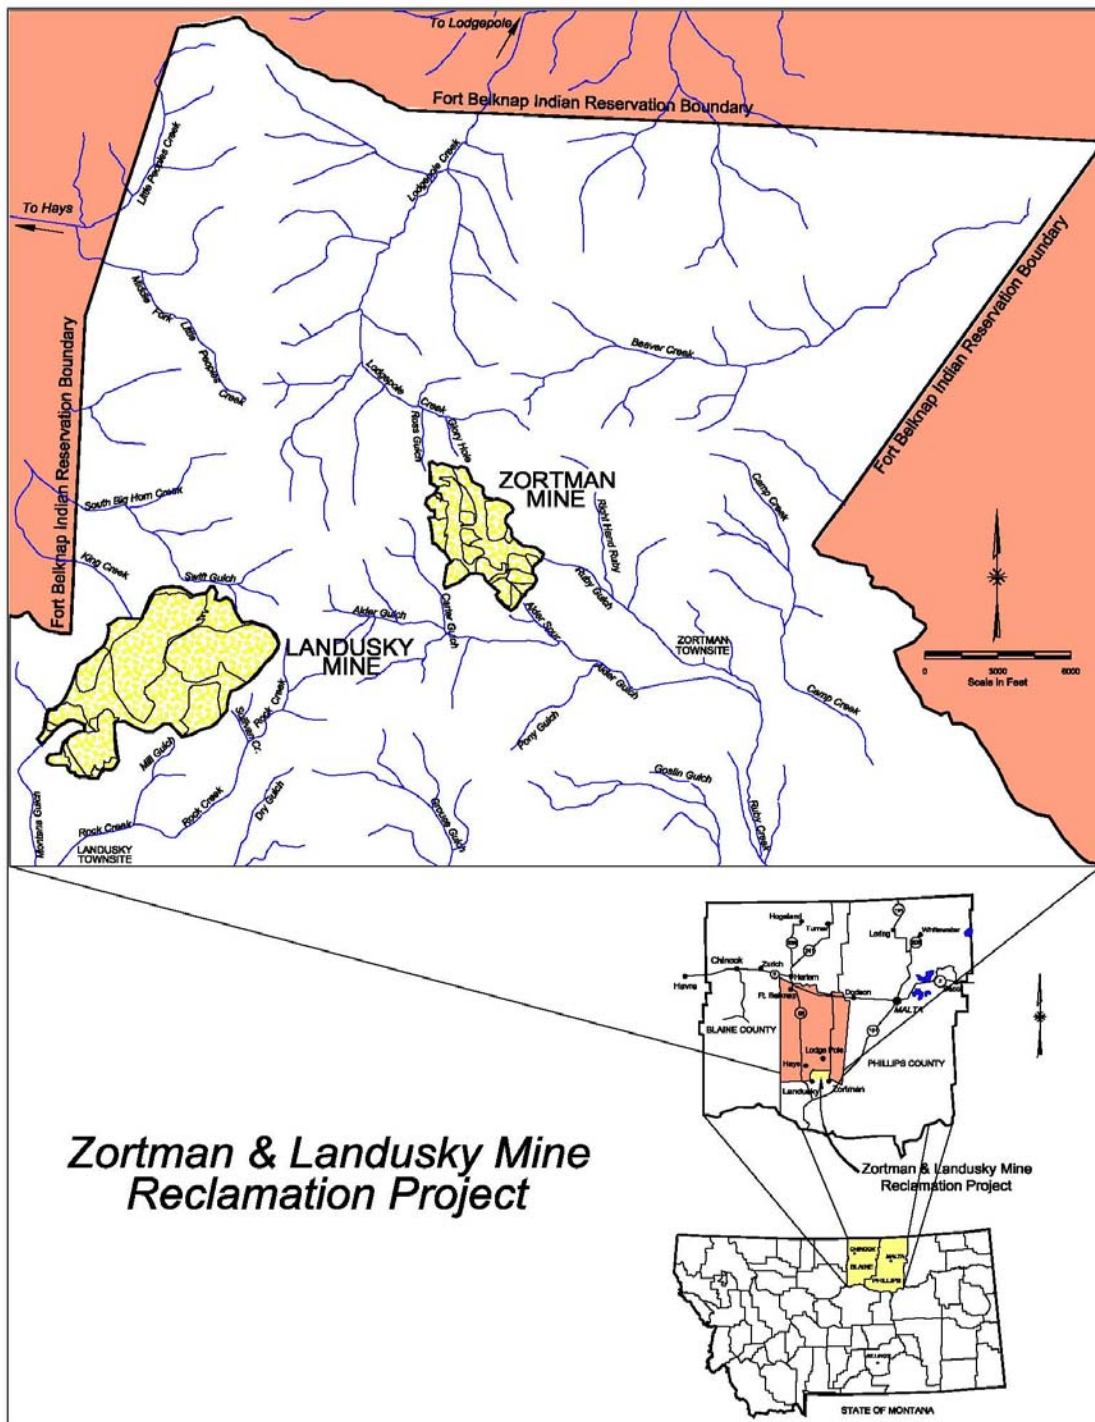 To Lodgepole
Fort Belknap Indian Reservation Boundary
Little Peoples Creek
Lodgepole Creek
To Hays
Middle Fork Little Peoples Creek
Fort Belknap Indian Reservation Boundary
Beaver Creek
Fort Belknap Indian Reservation Boundary
Lodgepole Creek
Ross Gulch
Glory Hole
ZORTMAN
MINE
Camp Creek
South Big Horn Creek
Right Hand Ruby
King Creek
Swift Gulch
Ruby Gulch
Alder Gulch
Carter Gulch
Alder Spur
LANDUSKY
MINE
ZORTMAN
TOWNSITE
0 3000 6000
Scale in Feet
Alder Gulch
Camp Creek
Rock Creek
Sullivan Cr.
Pony Gulch
Mill Gulch
Goslin Gulch
Montana Gulch
Rock Creek
Rock Creek
Dry Gulch
Grouse Gulch
Ruby Creek
LANDUSKY
TOWNSITE
Hogeland
Turner
Loring
Whitewater
Chinook
Zurich
Harlem
Havre
Ft. Belknap
Dodson
MALTA
BLAINE COUNTY
Lodge Pole
Hays
PHILLIPS COUNTY
Landusky
Zortman
Zortman & Landusky Mine
Reclamation Project
Zortman & Landusky Mine
Reclamation Project
CHINOOK
MALTA
BLAINE
PHILLIPS
BILLINGS
STATE OF MONTANA